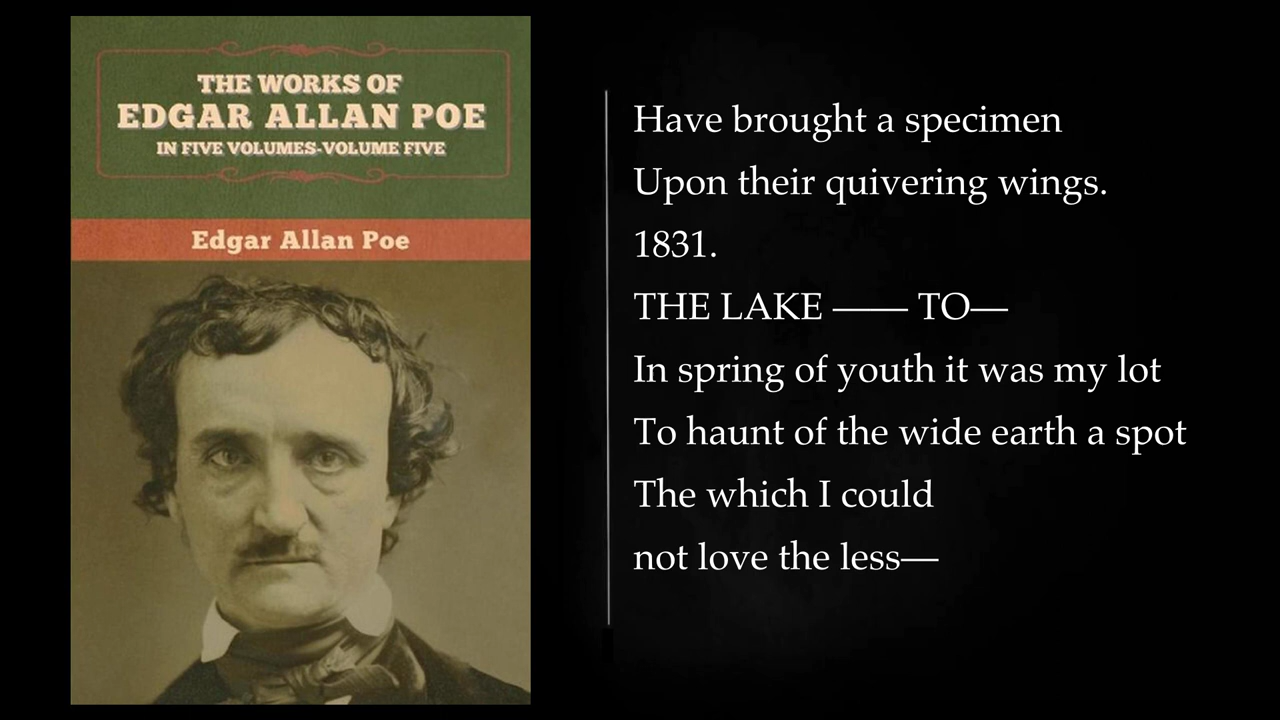 THE WORKS OF
EDGAR ALLAN POE
IN FIVE VOLUMES-VOLUME FIVE
Edgar Allan Poe
Have brought a specimen
Upon their quivering wings.
1831.
THE LAKE —— TO—
In spring of youth it was my lot
To haunt of the wide earth a spot
The which I could
not love the less—